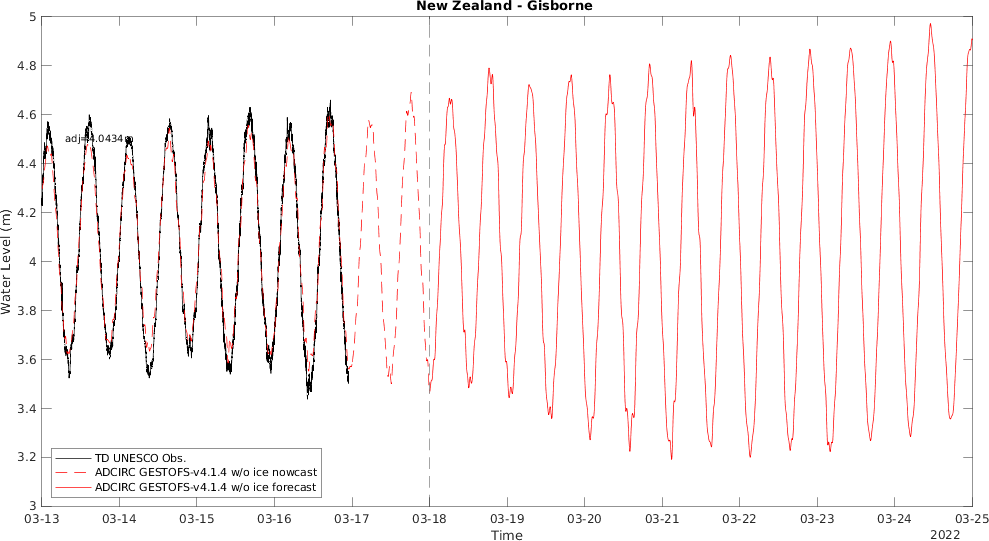 New Zealand - Gisborne
5
4.8
4.6
4.4
4.2
4
3.8
3.6
3.4
3.2
3
Water Level (m)
adj=4.0434m
TD UNESCO Obs.
ADCIRC GESTOFS-v4.1.4 w/o ice nowcast
ADCIRC GESTOFS-v4.1.4 w/o ice forecast
03-13 03-14 03-15 03-16 03-17 03-18 03-19 03-20 03-21 03-22 03-23 03-24 03-25
Time
2022